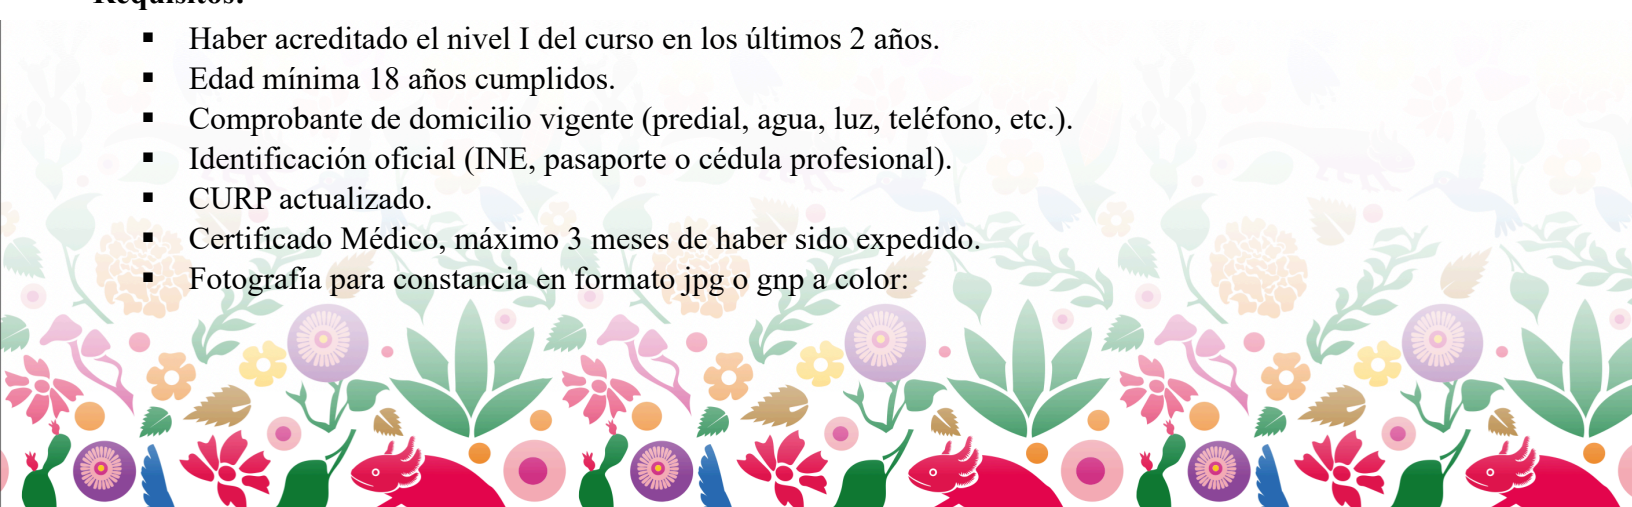 Requisitos:
▪ Haber acreditado el nivel I del curso en los últimos 2 años.
▪ Edad mínima 18 años cumplidos.
▪ Comprobante de domicilio vigente (predial, agua, luz, teléfono, etc.).
▪ Identificación oficial (INE, pasaporte o cédula profesional).
▪ CURP actualizado.
▪ Certificado Médico, máximo 3 meses de haber sido expedido.
▪ Fotografía para constancia en formato jpg o gnp a color: